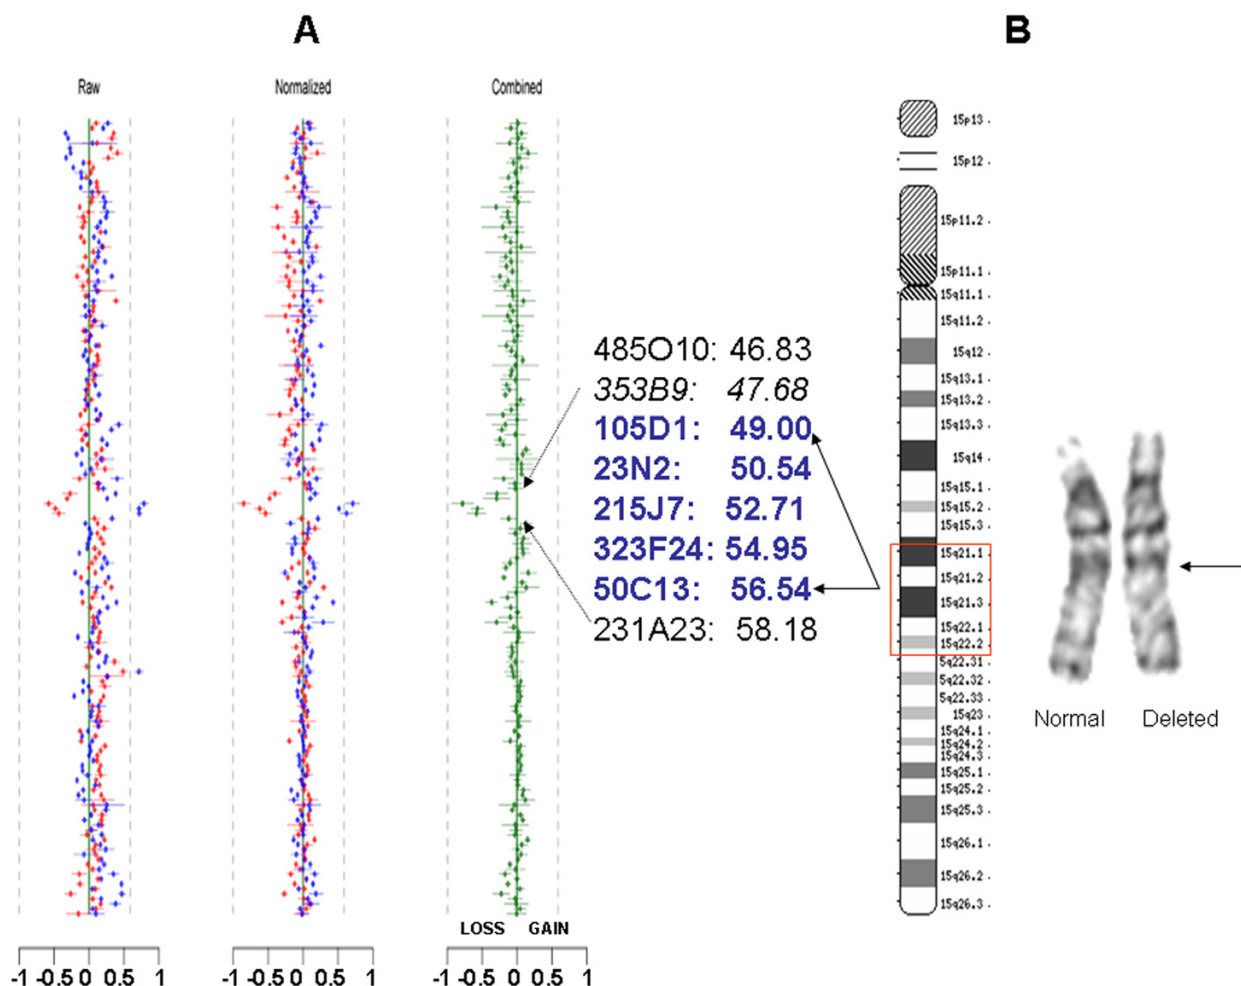 A
B
Raw
Normalized
Combined
485O10: 46.83
353B9: 47.68
105D1: 49.00
23N2: 50.54
215J7: 52.71
323F24: 54.95
50C13: 56.54
231A23: 58.18
LOSS GAIN
-1 -0.5 0 0.5 1
-1 -0.5 0 0.5 1
-1 -0.5 0 0.5 1
15p13
15p12
15p11.2
15p11.1
15q11.1
15q11.2
15q12
15q13.1
15q13.2
15q13.3
15q14
15q15.1
15q15.2
15q15.3
15q21.1
15q21.2
15q21.3
15q22.1
15q22.2
5q22.31
5q22.32
5q22.33
15q23
15q24.1
15q24.2
15q24.3
15q25.1
15q25.2
15q25.3
15q26.1
15q26.2
15q26.3
Normal
Deleted